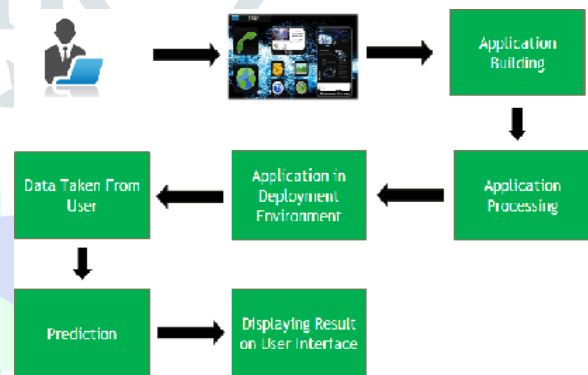 Application
Building
Application
Processing
Application in
Deployment
Environment
Data Taken From
User
Prediction
Displaying Result
on User Interface